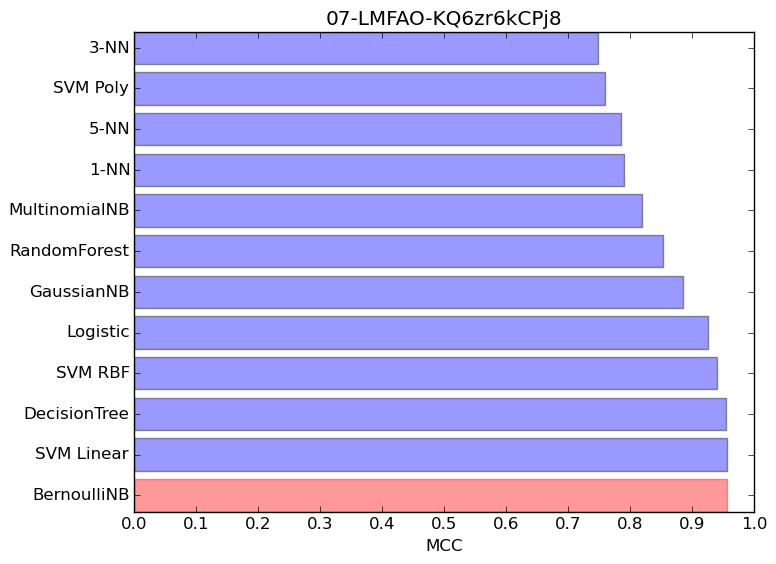 07-LMFAO-KQ6zr6kCPj8
3-NN
SVM Poly
5-NN
1-NN
MultinomialNB
RandomForest
GaussianNB
Logistic
SVM RBF
DecisionTree
SVM Linear
BernoulliNB
0.0 0.1 0.2 0.3 0.4 0.5 0.6 0.7 0.8 0.9 1.0
MCC